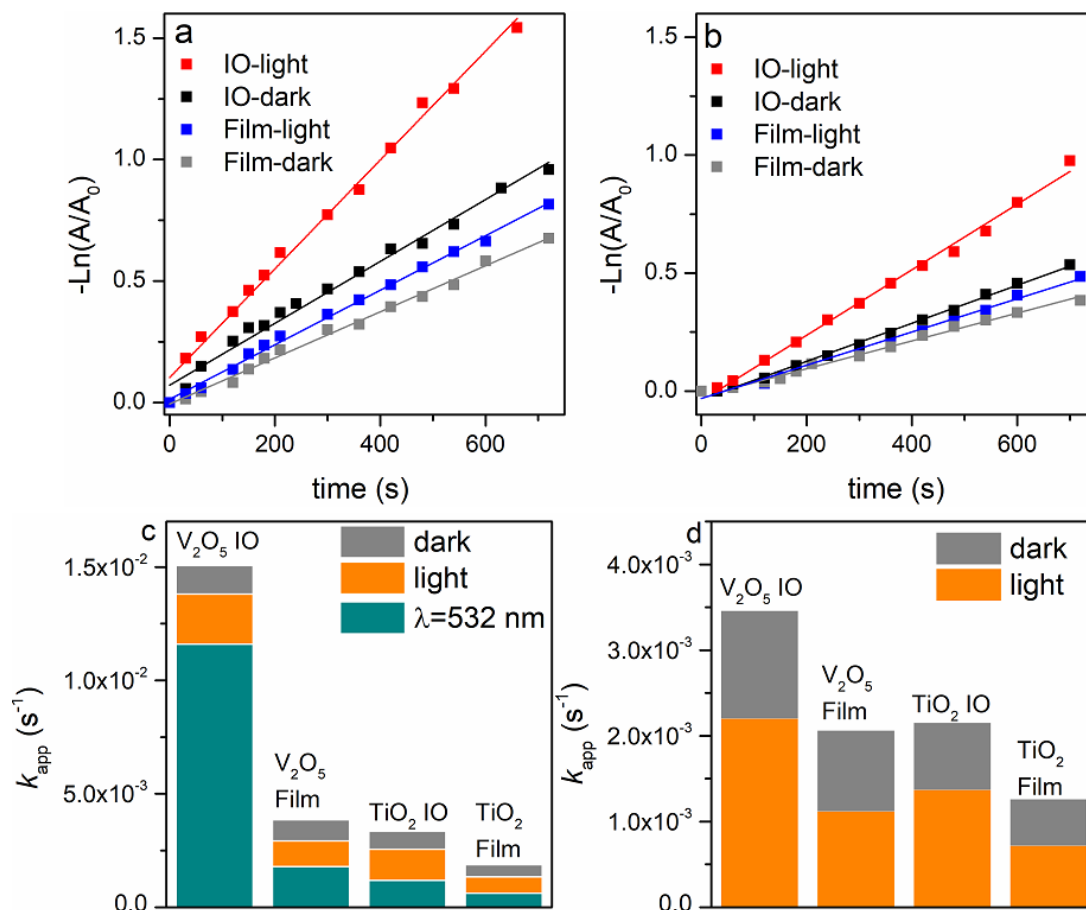 a
IO-light
IO-dark
Film-light
Film-dark
-Ln(A/A₀)
1.5
1.0
0.5
0.0
0
200
400
600
time (s)
b
IO-light
IO-dark
Film-light
Film-dark
-Ln(A/A₀)
1.5
1.0
0.5
0.0
0
200
400
600
time (s)
c
V₂O₅ IO
dark
light
λ=532 nm
V₂O₅
Film
TiO₂ IO
TiO₂
Film
k_app (s⁻¹)
1.5x10⁻²
1.0x10⁻²
5.0x10⁻³
0.0
d
dark
light
V₂O₅ IO
V₂O₅
Film
TiO₂ IO
TiO₂
Film
k_app (s⁻¹)
4.0x10⁻³
3.0x10⁻³
2.0x10⁻³
1.0x10⁻³
0.0